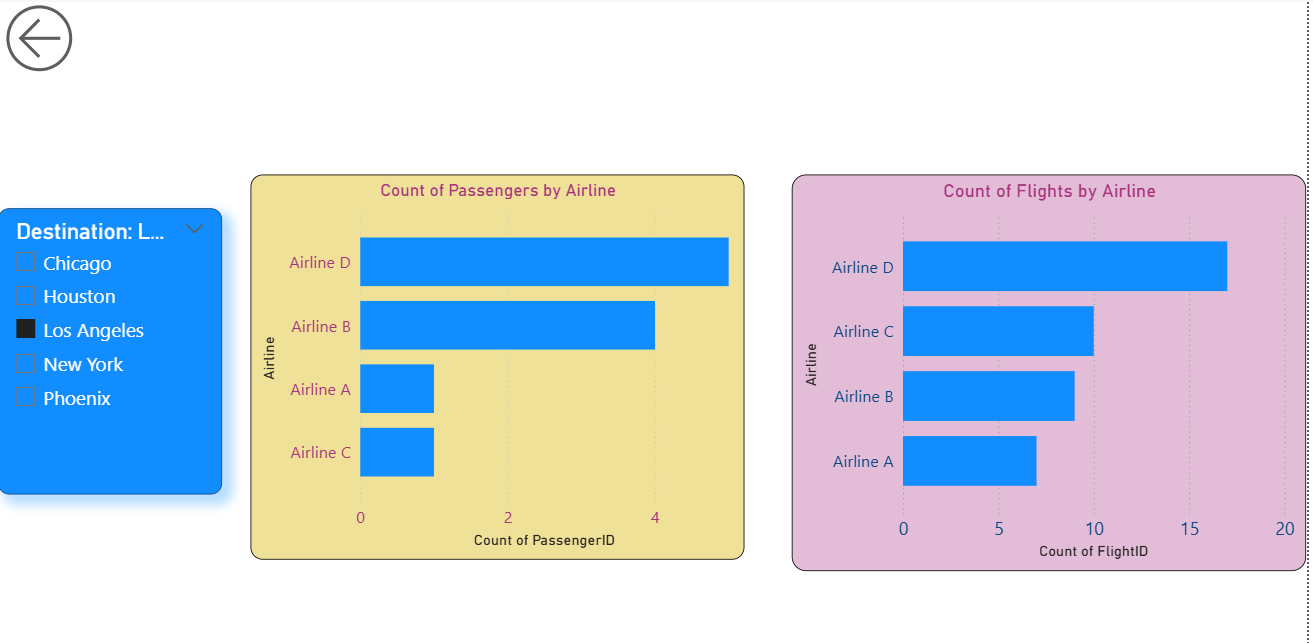 Destination: L...
Chicago
Houston
Los Angeles
New York
Phoenix
Count of Passengers by Airline
Airline
Airline D
Airline B
Airline A
Airline C
0 2 4
Count of PassengerID
Count of Flights by Airline
Airline
Airline D
Airline C
Airline B
Airline A
0 5 10 15 20
Count of FlightID